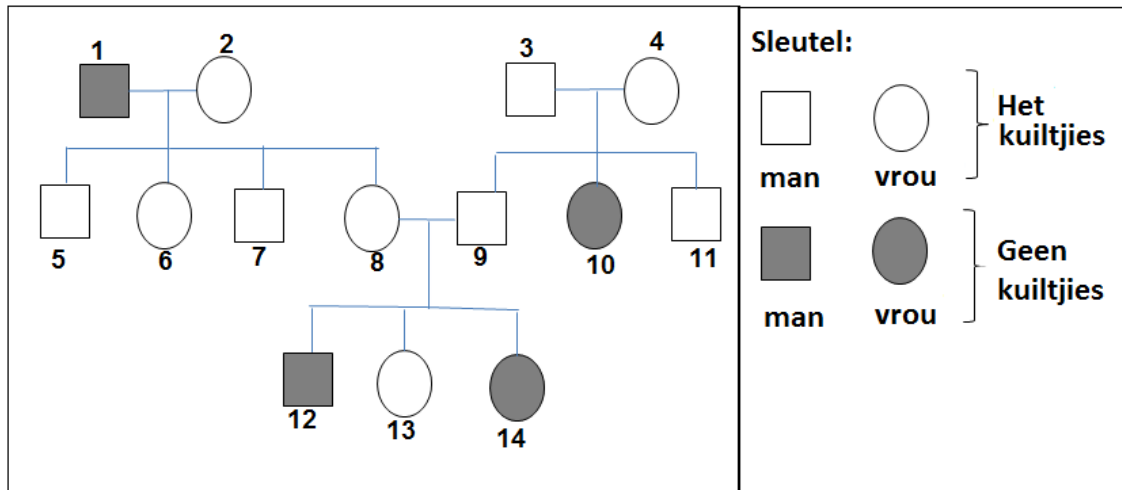 1 2 3 4
5 6 7 8 9 10 11
12 13 14
Sleutel:
Het
kuiltjies
man vrou
Geen
kuiltjies
man vrou